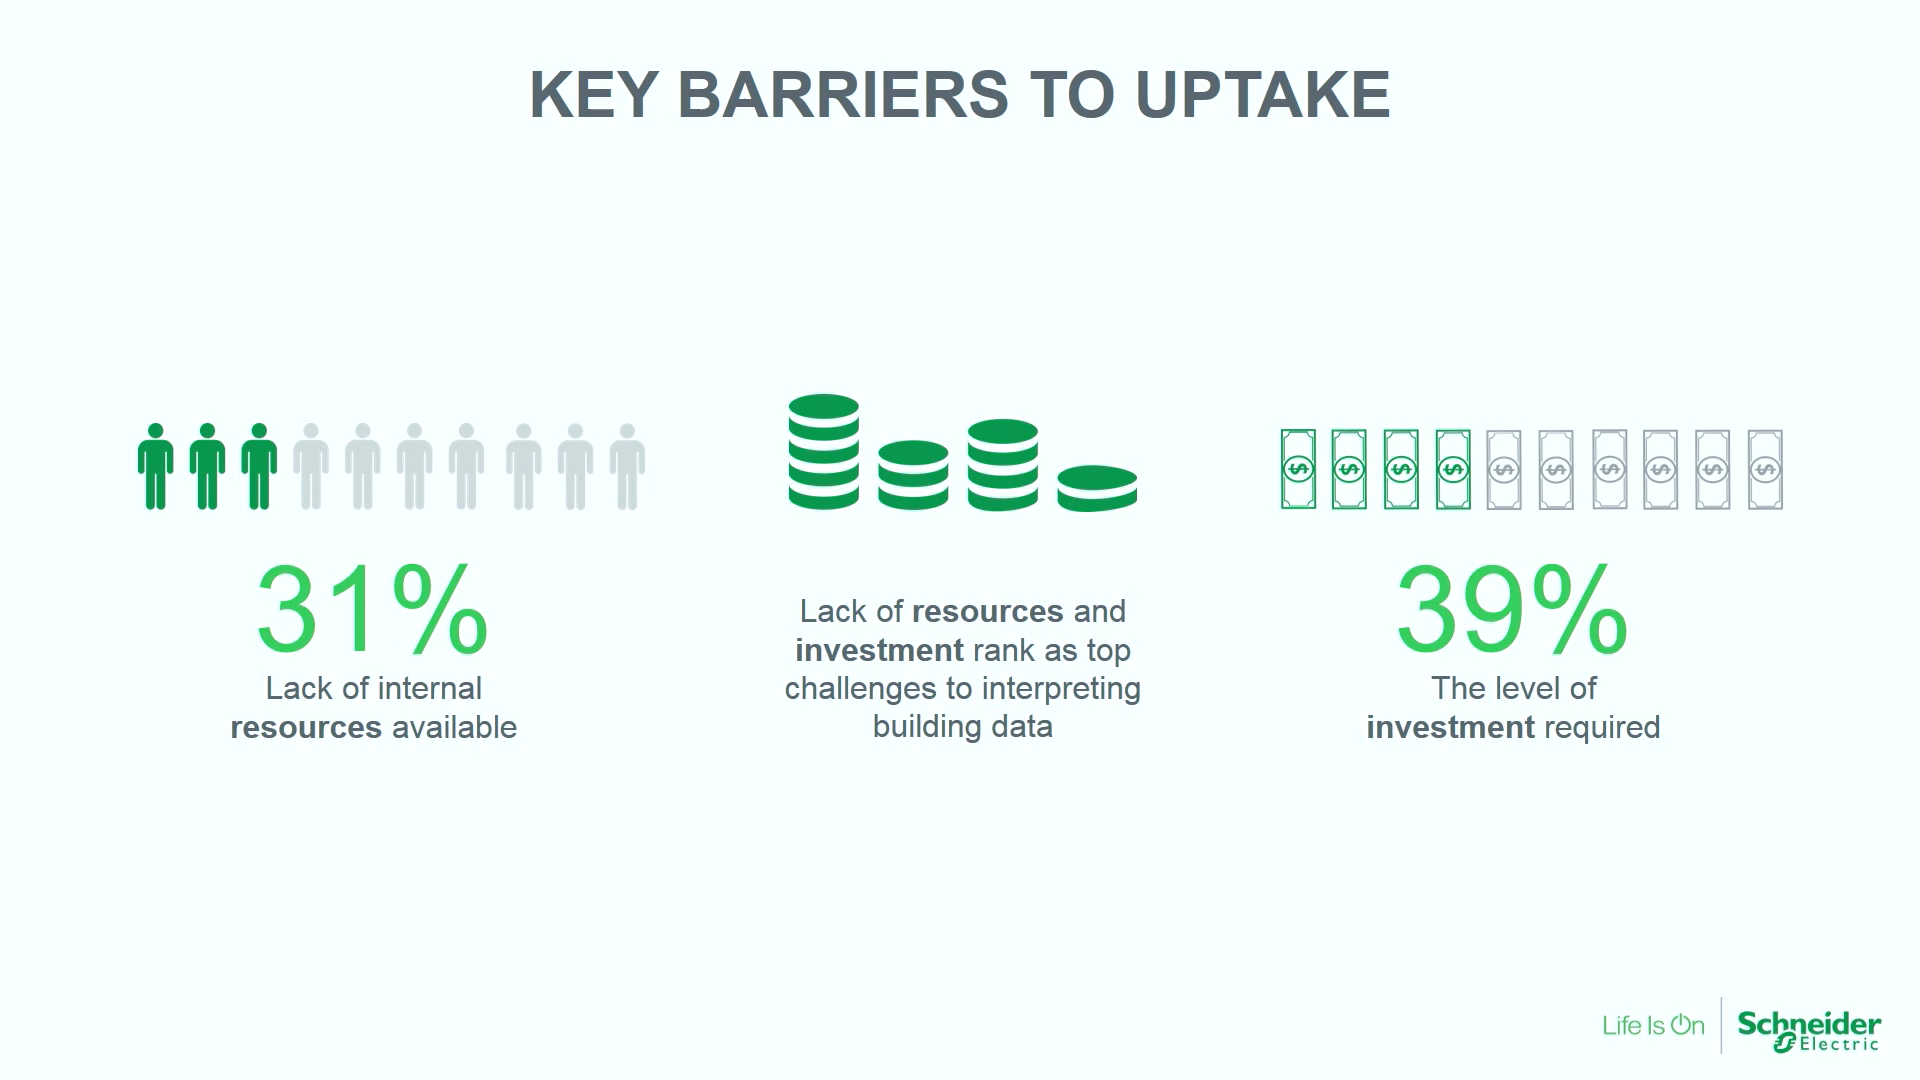 KEY BARRIERS TO UPTAKE
31%
Lack of internal
resources available
Lack of resources and
investment rank as top
challenges to interpreting
building data
39%
The level of
investment required
Life Is On
Schneider
Electric